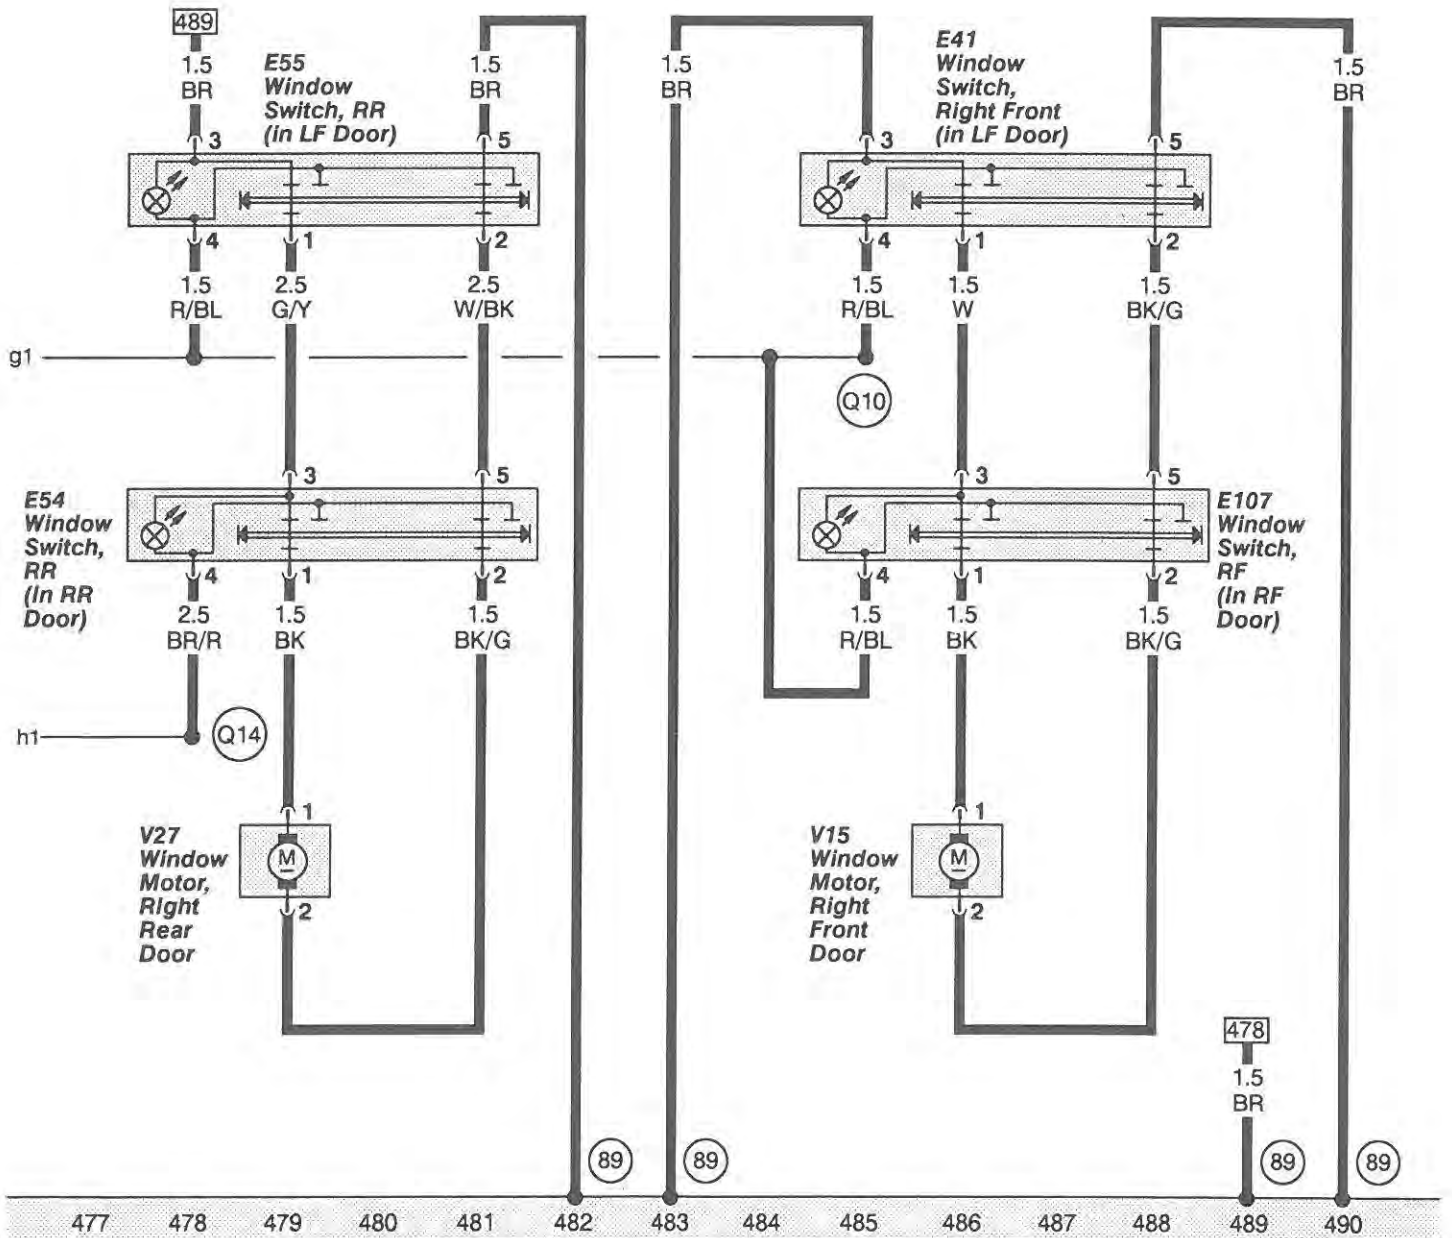 489
1.5
BR
E55
Window
Switch, RR
(in LF Door)
1.5
BR
1.5
BR
E41
Window
Switch,
Right Front
(in LF Door)
1.5
BR
3
5
3
5
4
1
2
4
1
2
1.5
R/BL
2.5
G/Y
2.5
W/BK
1.5
R/BL
1.5
W
1.5
BK/G
g1
Q10
3
5
3
5
E54
Window
Switch,
RR
(In RR
Door)
E107
Window
Switch,
RF
(In RF
Door)
4
1
2
4
1
2
2.5
BR/R
1.5
BK
1.5
BK/G
1.5
R/BL
1.5
BK
1.5
BK/G
h1
Q14
1
1
V27
Window
Motor,
Right
Rear
Door
M
V15
Window
Motor,
Right
Front
Door
M
2
2
478
1.5
BR
89
89
89
89
477 478 479 480 481 482 483 484 485 486 487 488 489 490